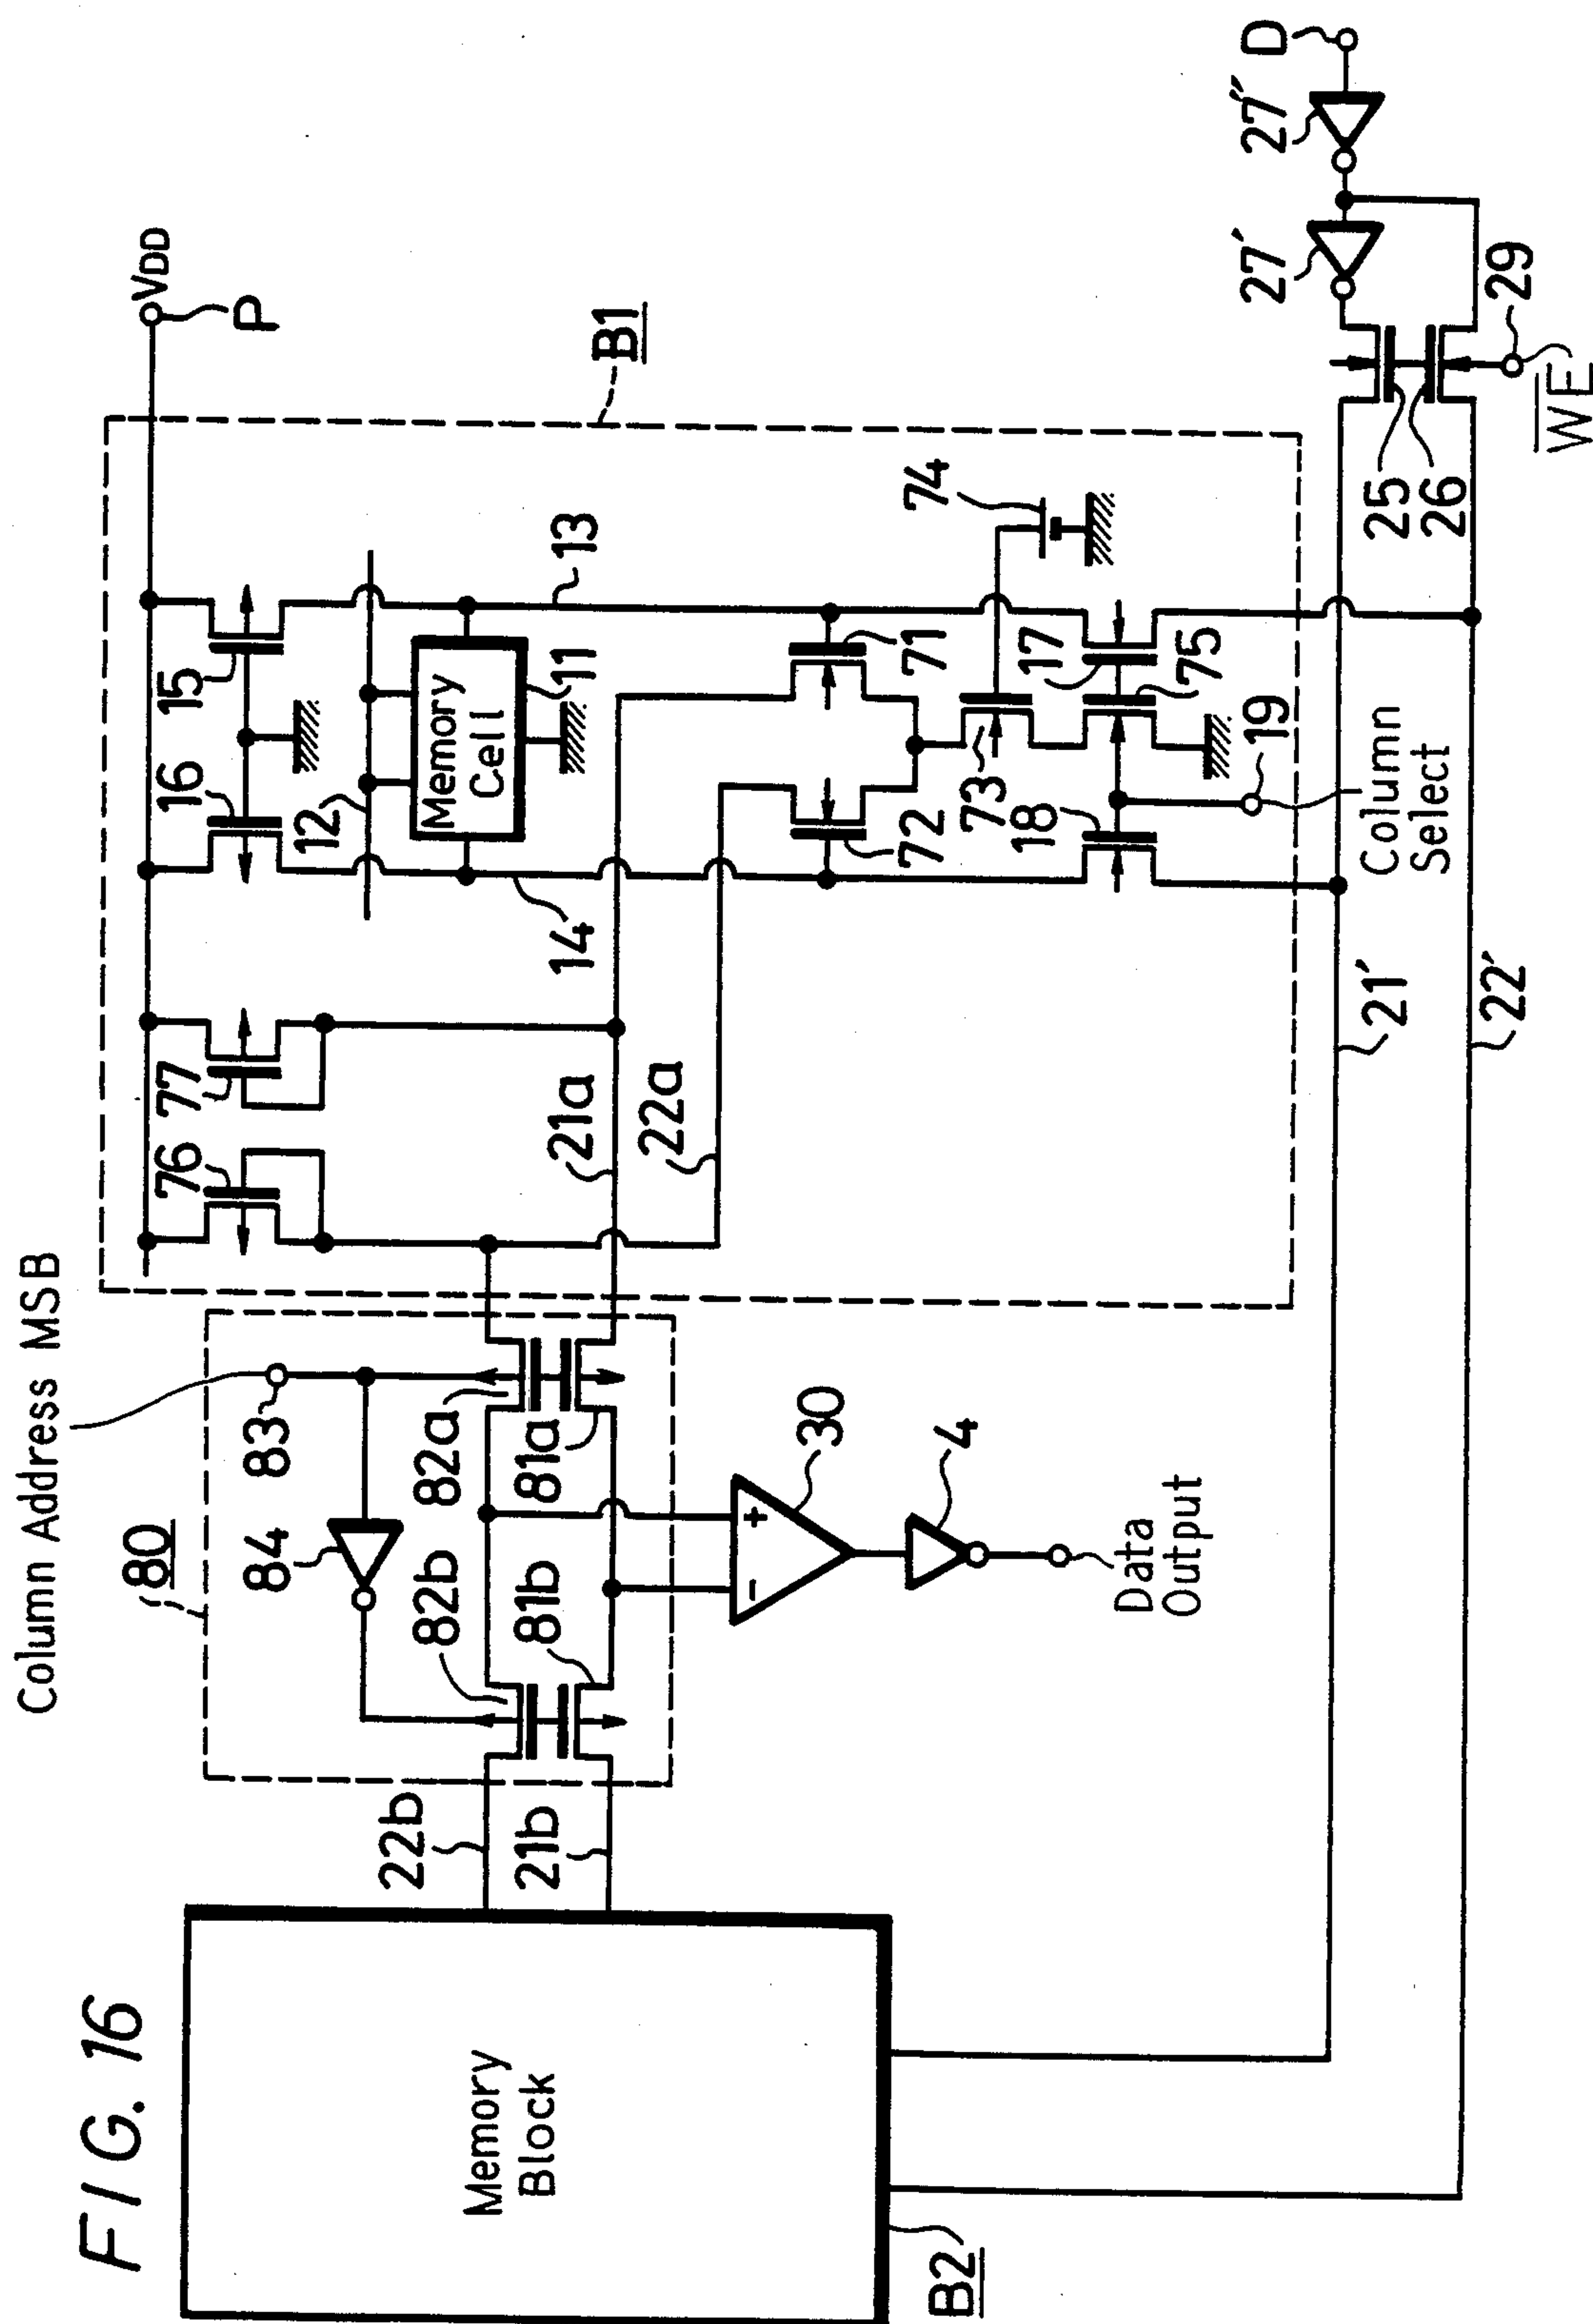 FIG. 16
Column Address MSB
80
83
84
82b
82a
81b
81a
22b
21b
Memory
Block
B2
30
+
-
4
Data
Output
VDD
P
B1
76
77
16
15
12
Memory
Cell
11
14
13
21a
22a
72
71
73
74
18
17
75
19
Column
Select
21'
22'
25
26
27'
27"
D
29
WE